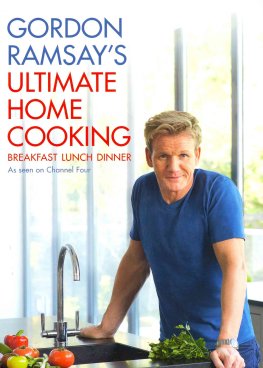 GORDON
RAMSAY'S
ULTIMATE
HOME
COOKING
BREAKFAST LUNCH DINNER
As seen on Channel Four